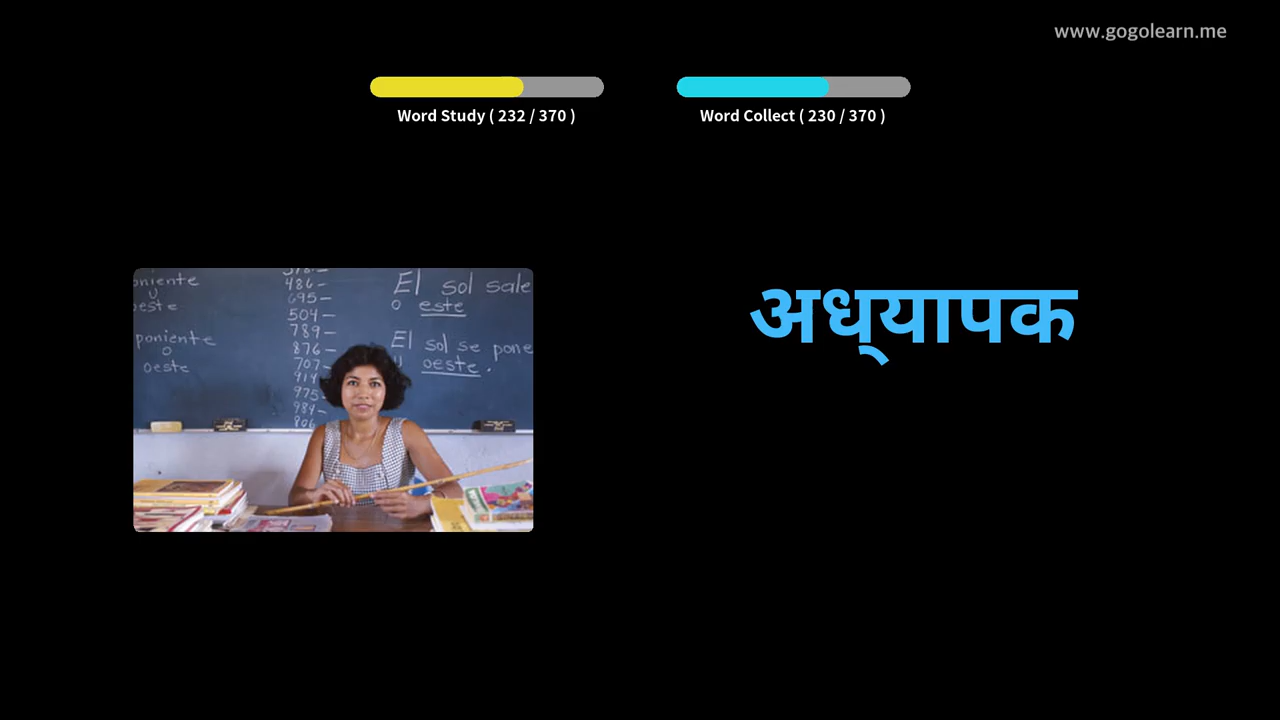 www.gogolearn.me
Word Study ( 232 / 370 )
Word Collect ( 230 / 370 )
अध्‌यापक
oeste
poniente
o
oeste
486 –
695 –
504 –
789 –
876 –
707 –
919
975
984 –
El sol sale
o este
El sol se pone
oeste.